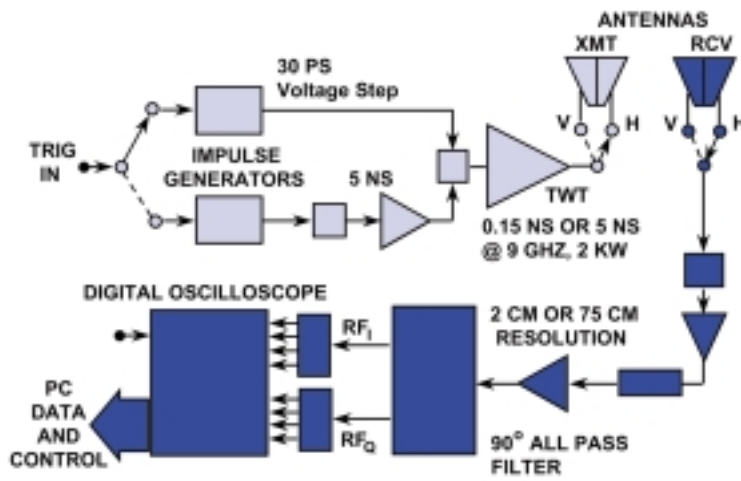 ANTENNAS
XMT
RCV
30 PS
Voltage Step
V
H
V
H
TRIG
IN
IMPULSE
GENERATORS
5 NS
TWT
0.15 NS OR 5 NS
@ 9 GHZ, 2 KW
DIGITAL OSCILLOSCOPE
2 CM OR 75 CM
RESOLUTION
RFI
PC
DATA
AND
CONTROL
RFQ
90° ALL PASS
FILTER